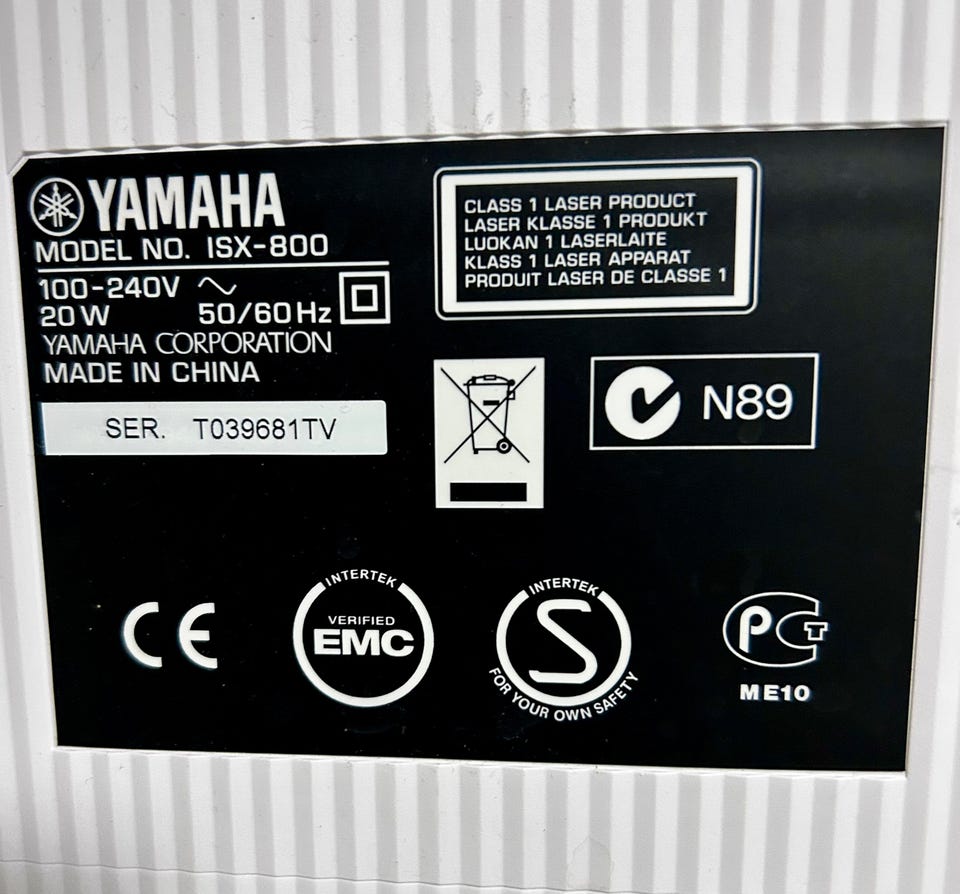 YAMAHA
MODEL NO. ISX-800
100-240V ~
20 W 50/60 Hz
YAMAHA CORPORATION
MADE IN CHINA
SER. T039681TV
CLASS 1 LASER PRODUCT
LASER KLASSE 1 PRODUKT
LUOKAN 1 LASERLAITE
KLASS 1 LASER APPARAT
PRODUIT LASER DE CLASSE 1
N89
CE
INTERTEK
VERIFIED
EMC
INTERTEK
S
FOR YOUR OWN SAFETY
PCT
ME10